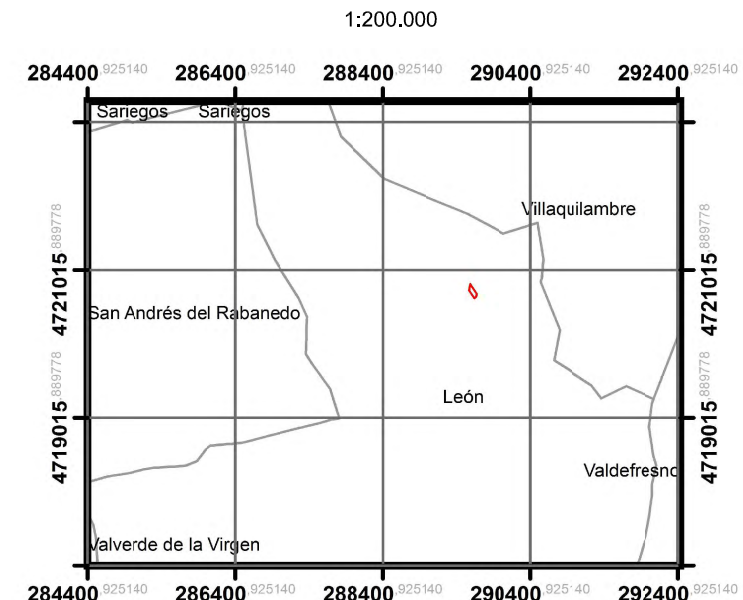 1:200.000
284400,925140 286400,925140 288400,925140 290400,925140 292400,925140
Sariegos Sariegos
Villaquilambre
4721015,889778 4721015,889778
San Andrés del Rabanedo
León
4719015,889778 4719015,889778
Valdefresno
Valverde de la Virgen
284400,925140 286400,925140 288400,925140 290400,925140 292400,925140